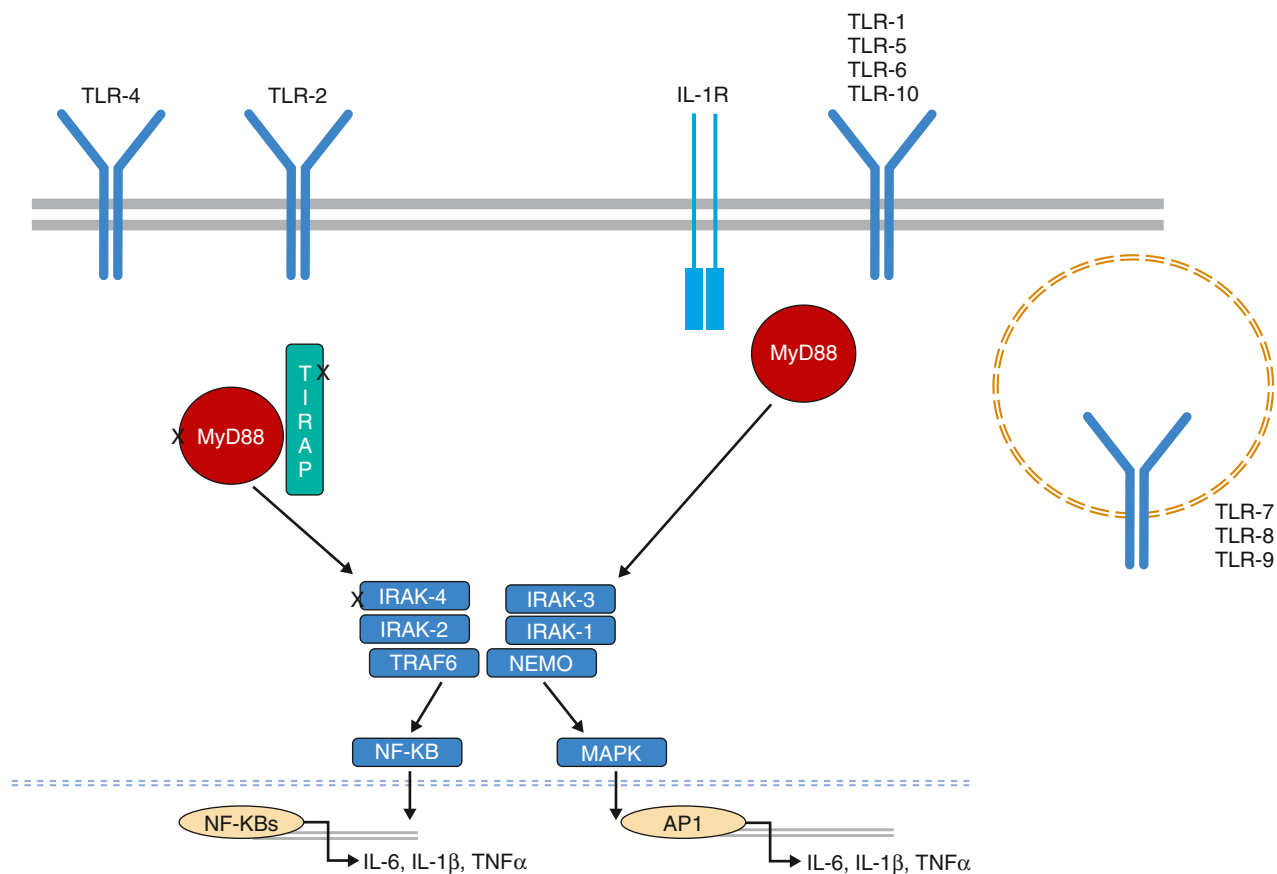 TLR-1
TLR-5
TLR-6
TLR-10
TLR-4
TLR-2
IL-1R
MyD88
X
TIRAP
X
MyD88
TLR-7
TLR-8
TLR-9
X
IRAK-4
IRAK-3
IRAK-2
IRAK-1
TRAF6
NEMO
NF-KB
MAPK
NF-KBs
AP1
IL-6, IL-1β, TNFα
IL-6, IL-1β, TNFα